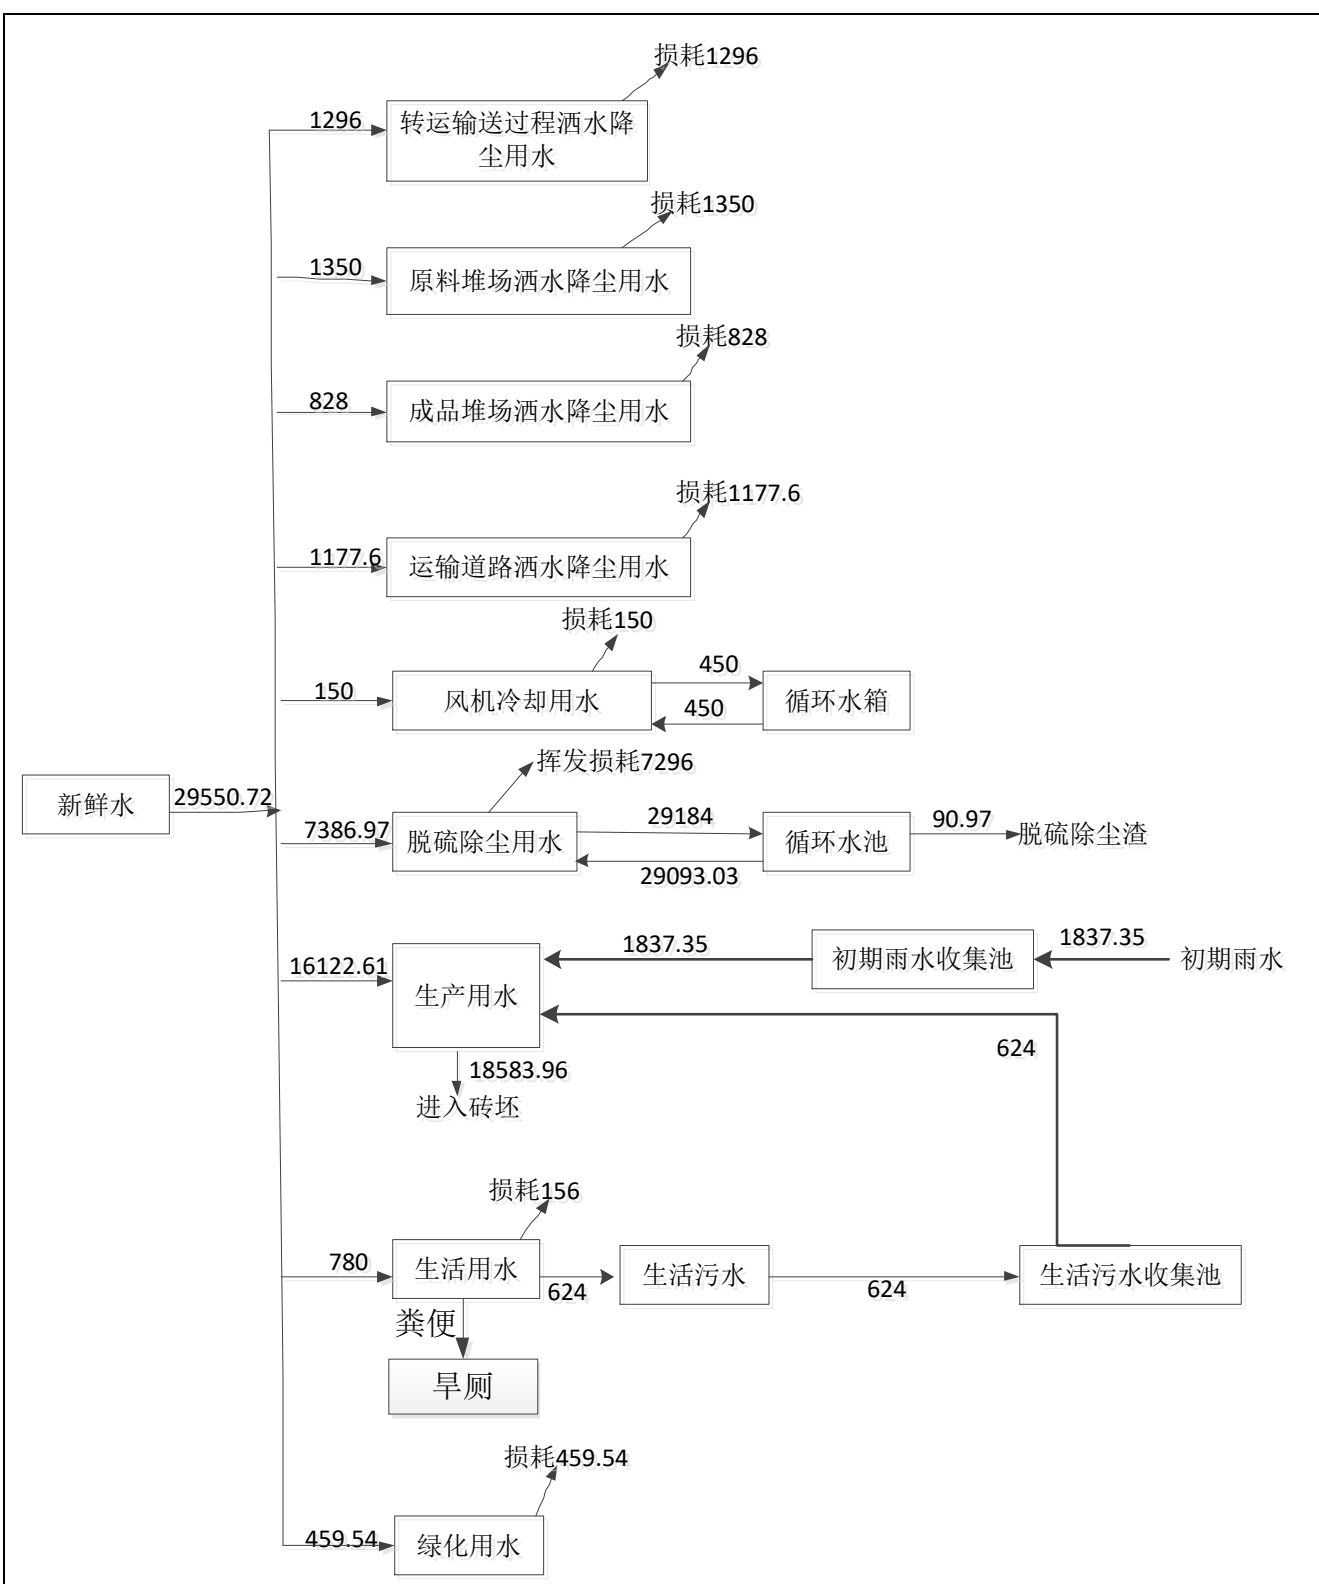 损耗1296
1296
转运输送过程洒水降
尘用水
损耗1350
1350
原料堆场洒水降尘用水
损耗828
828
成品堆场洒水降尘用水
损耗1177.6
1177.6
运输道路洒水降尘用水
损耗150
150
风机冷却用水
450
450
循环水箱
新鲜水
29550.72
挥发损耗7296
7386.97
脱硫除尘用水
29184
29093.03
循环水池
90.97
脱硫除尘渣
16122.61
生产用水
1837.35
初期雨水收集池
1837.35
初期雨水
624
18583.96
进入砖坯
损耗156
780
生活用水
624
生活污水
624
生活污水收集池
粪便
旱厕
损耗459.54
459.54
绿化用水